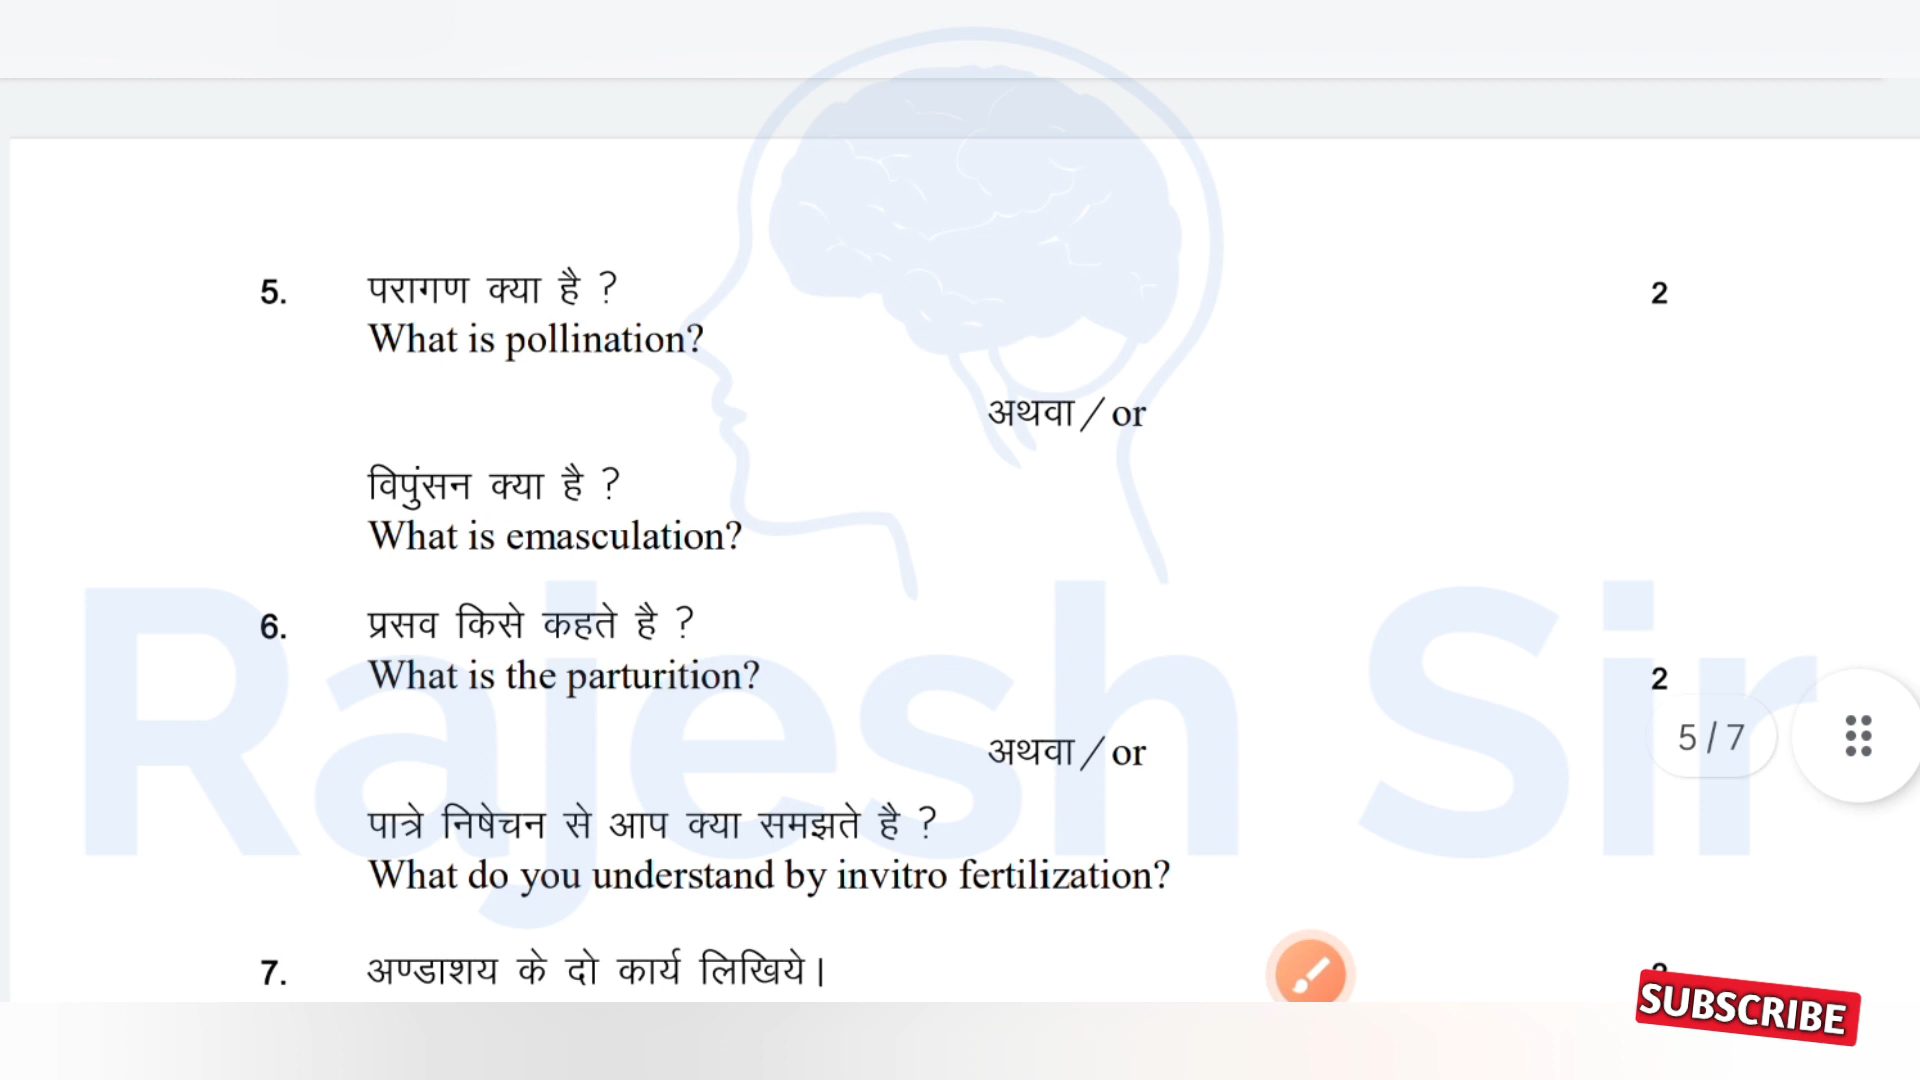 5. परागण क्या है ? 2
What is pollination?
अथवा / or
विपुंसन क्या है ?
What is emasculation?
6. प्रसव किसे कहते है ?
What is the parturition? 2
अथवा / or
5 / 7
पात्रे निषेचन से आप क्या समझते है ?
What do you understand by invitro fertilization?
7. अण्डाशय के दो कार्य लिखिये।
SUBSCRIBE
Rajesh Sir